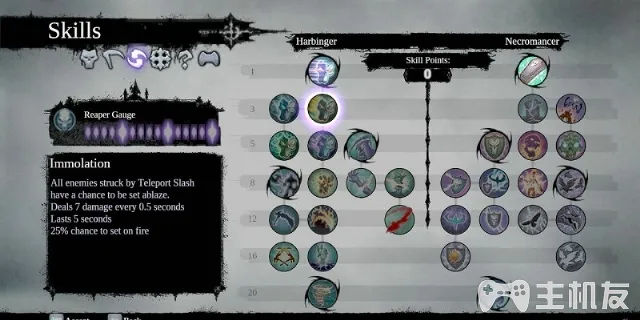 Skills
Harbinger
Necromancer
Skill Points:
0
1
3
5
8
12
16
20
Reaper Gauge
Immolation
All enemies struck by Teleport Slash
have a chance to be set ablaze.
Deals 7 damage every 0.5 seconds
Lasts 5 seconds
25% chance to set on fire
主机友